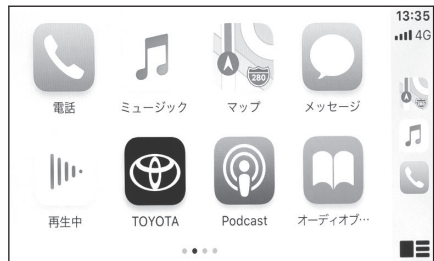 13:35
4G
電話
ミュージック
マップ
280
メッセージ
再生中
TOYOTA
Podcast
オーディオブ…